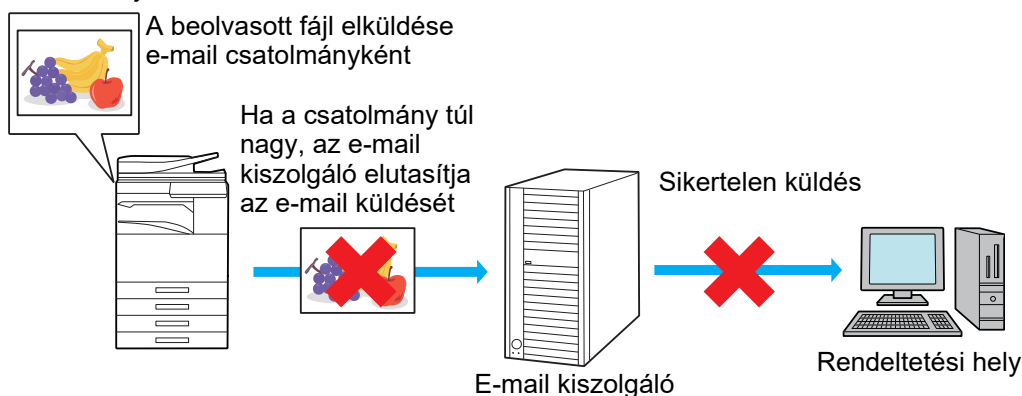 A beolvasott fájl elküldése
e-mail csatolmányként
Ha a csatolmány túl
nagy, az e-mail
kiszolgáló elutasítja
az e-mail küldését
Sikertelen küldés
Rendeltetési hely
E-mail kiszolgáló